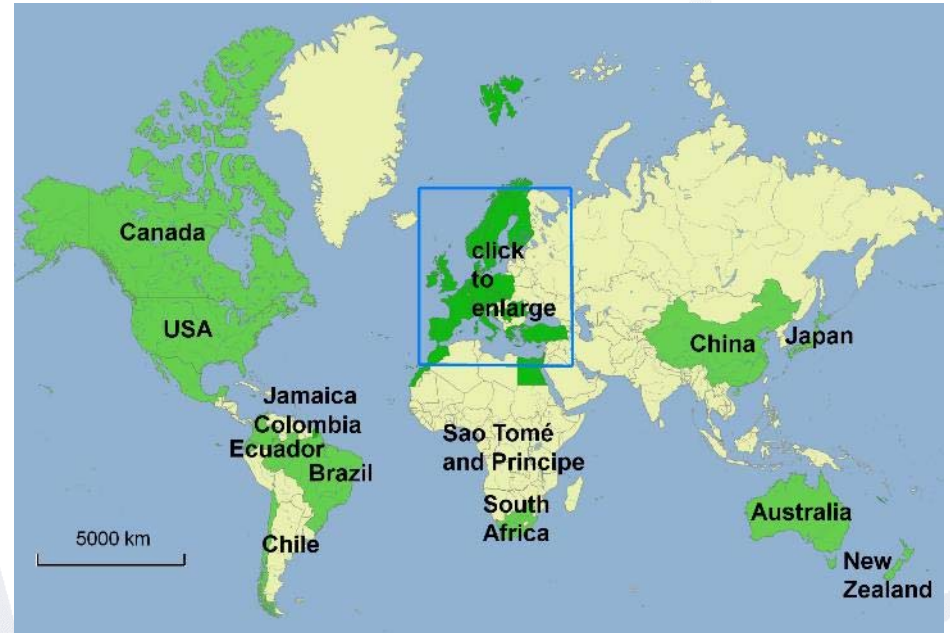 Canada
click
to
enlarge
USA
China
Japan
Jamaica
Colombia
Ecuador
Brazil
Sao Tomé
and Principe
South
Africa
Australia
Chile
5000 km
New
Zealand